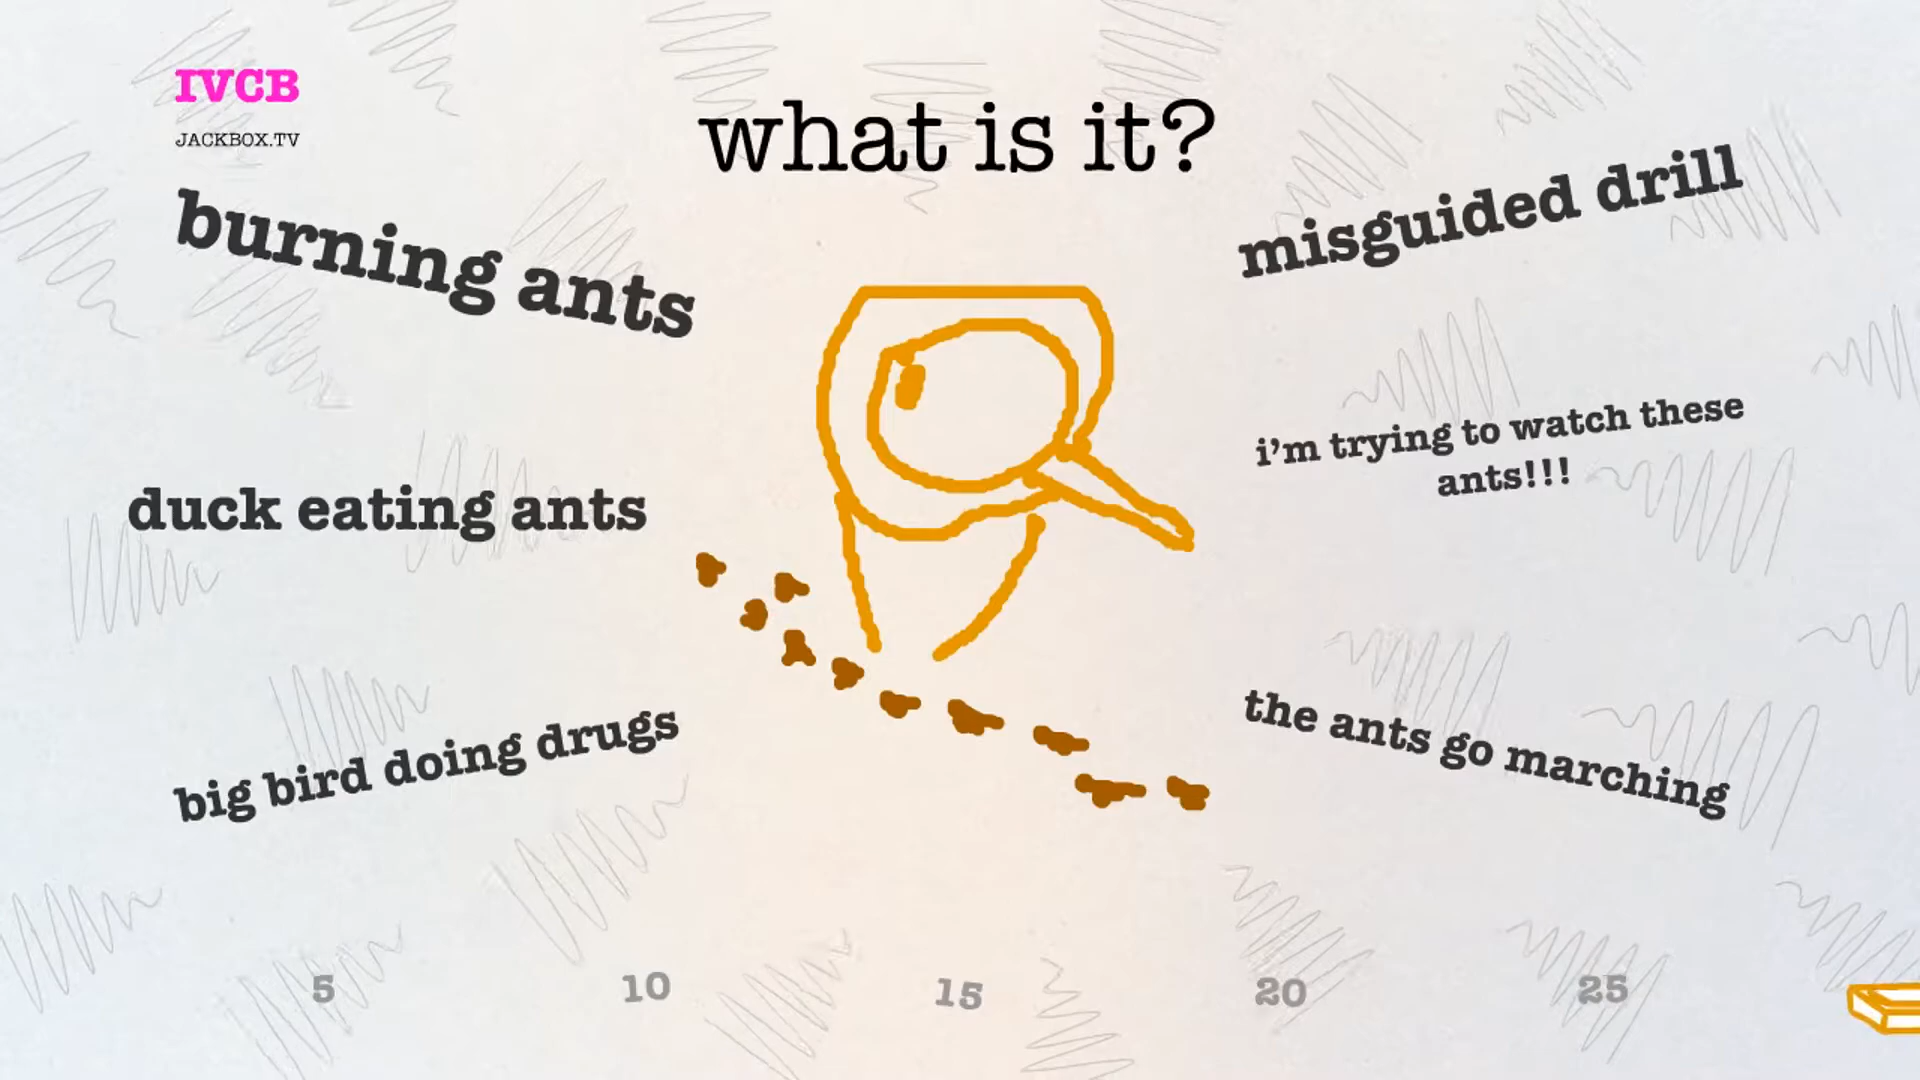 IVCB
JACKBOX.TV
what is it?
burning ants
misguided drill
duck eating ants
i'm trying to watch these
ants!!!
big bird doing drugs
the ants go marching
5
10
15
20
25